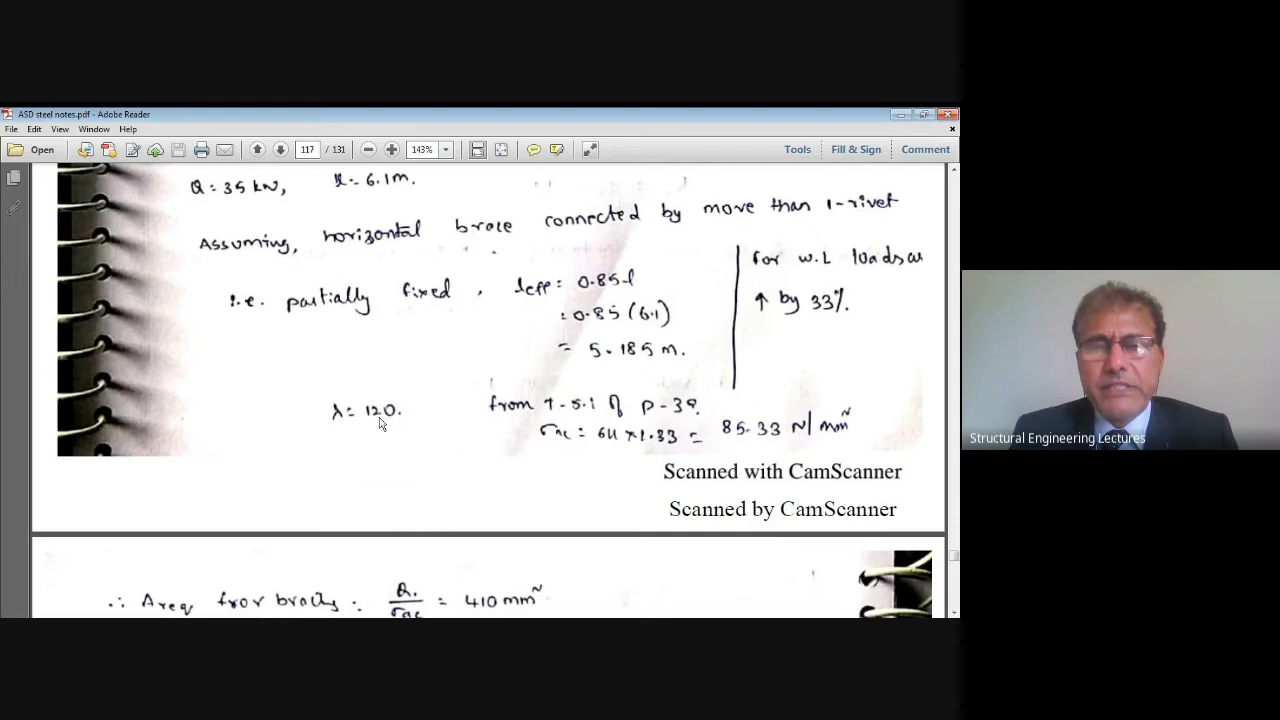 ASD steel notes.pdf - Adobe Reader
File Edit View Window Help
Open 117 / 131 143% Tools Fill & Sign Comment
Q = 35 kN, l = 6.1 m.
Assuming, horizontal brace connected by more than 1-rivet
i.e. partially fixed, leff = 0.85 l
= 0.85 (6.1)
= 5.185 m.
for W.L loads
↑ by 33%.
λ = 120.
from T-5.1 of P-39.
σac = 64 x 1.33 = 85.33 N/mm²
Scanned with CamScanner
Scanned by CamScanner
∴ Areq for = Q/σac = 410 mm²
Structural Engineering Lectures